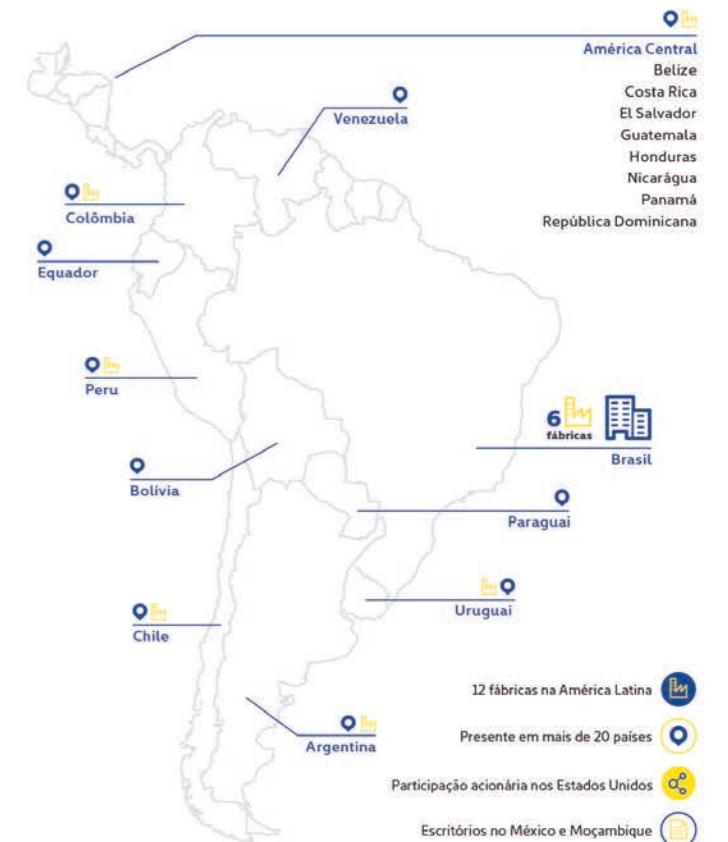 América Central
Belize
Costa Rica
El Salvador
Guatemala
Honduras
Nicarágua
Panamá
República Dominicana
Venezuela
Colômbia
Equador
Peru
6
fábricas
Brasil
Bolívia
Paraguai
Uruguai
Chile
Argentina
12 fábricas na América Latina
Presente em mais de 20 países
Participação acionária nos Estados Unidos
Escritórios no México e Moçambique